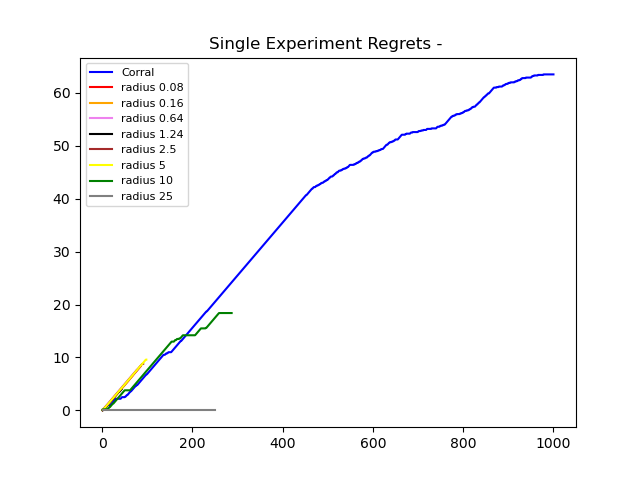 Single Experiment Regrets -
Corral
radius 0.08
radius 0.16
radius 0.64
radius 1.24
radius 2.5
radius 5
radius 10
radius 25
60
50
40
30
20
10
0
0 200 400 600 800 1000